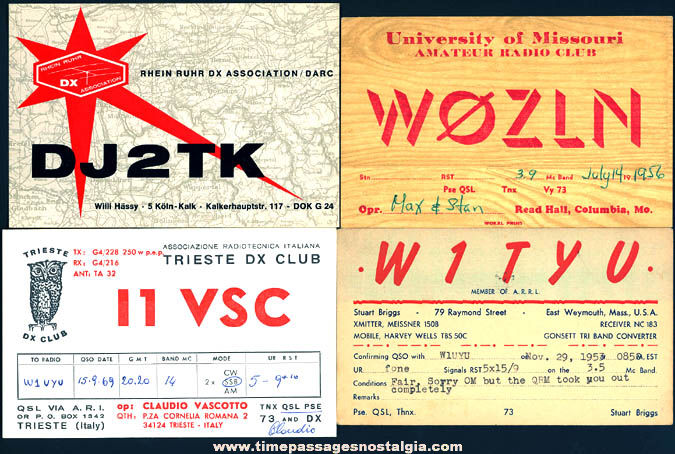 RHEIN RUHR
DX
ASSOCIATION
RHEIN RUHR DX ASSOCIATION/DARC
DJ2TK
Willi Hässy - 5 Köln-Kalk - Kalkerhauptstr. 117 - DOK G 24
University of Missouri
AMATEUR RADIO CLUB
WØZLN
Stn. RST 3.9 Mc Band July 14 1956
Pse QSL Tnx Vy 73
Opr. Max & Stan Read Hall, Columbia, Mo.
TRIESTE
DX CLUB
TX: G4/228 250 w p.e.p.
RX: G4/216
ANT: TA 32
ASSOCIAZIONE RADIOTECNICA ITALIANA
TRIESTE DX CLUB
I1 VSC
TO RADIO QSO DATE G M T BAND MC MODE UR RST
W1UYU 15.9.69 20.20 14 2x CW SSB AM 5-9
QSL VIA A.R.I.
OR P. O. BOX 1342
TRIESTE (Italy)
op: CLAUDIO VASCOTTO
QTH: P.ZA CORNELIA ROMANA 2
34124 TRIESTE - ITALY
TNX QSL PSE
73 AND DX
Claudio
W1TYU
MEMBER OF A.R.R.L.
Stuart Briggs - 79 Raymond Street - East Weymouth, Mass., U.S.A.
XMITTER, MEISSNER 150B RECEIVER NC 183
MOBILE, HARVEY WELLS TBS 50C GONSETT TRI BAND CONVERTER
Confirming QSO with W1UYU Nov. 29, 1953 0858 EST
UR fone Signals RST 5x15/9 on the 3.5 Mc Band.
Conditions Fair, Sorry OM but the QRM took you out
Remarks completely
Pse. QSL, Thnx. 73 Stuart Briggs
www.timepassagesnostalgia.com